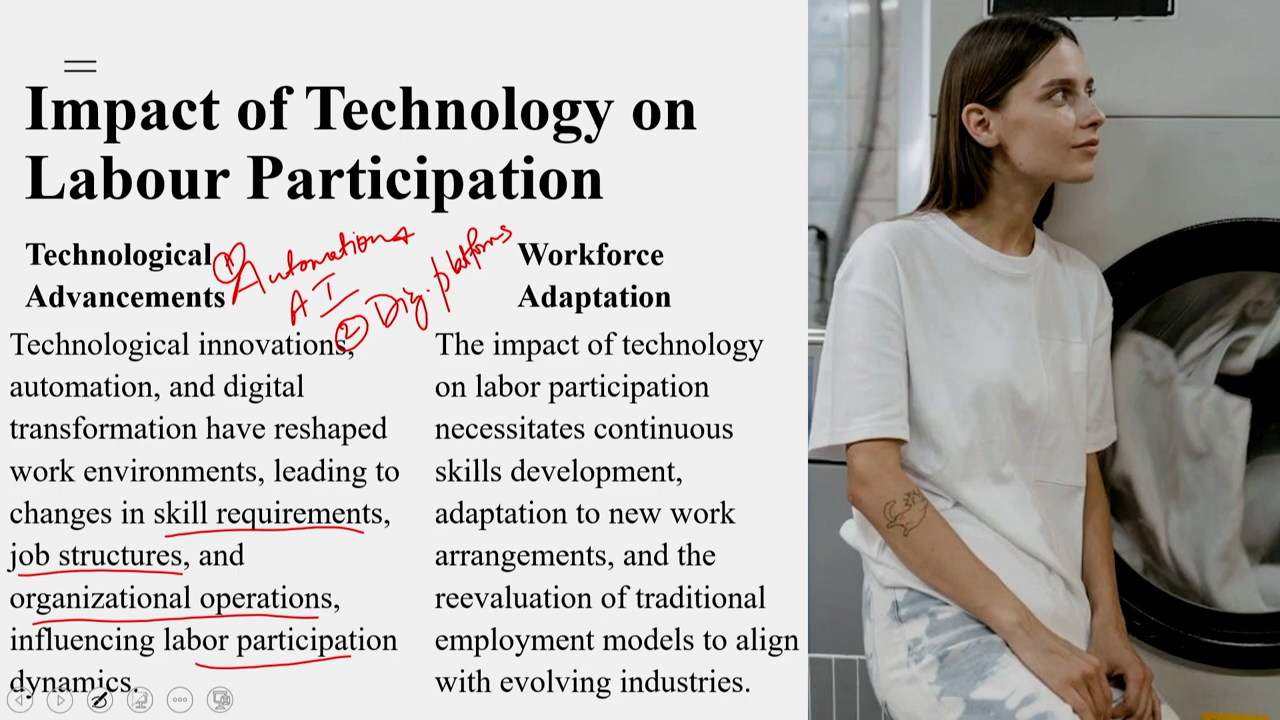 Impact of Technology on
Labour Participation
Technological
Advancements
① Automation
AI
② Dig. platforms
Technological innovations,
automation, and digital
transformation have reshaped
work environments, leading to
changes in skill requirements,
job structures, and
organizational operations,
influencing labor participation
dynamics.
Workforce
Adaptation
The impact of technology
on labor participation
necessitates continuous
skills development,
adaptation to new work
arrangements, and the
reevaluation of traditional
employment models to align
with evolving industries.